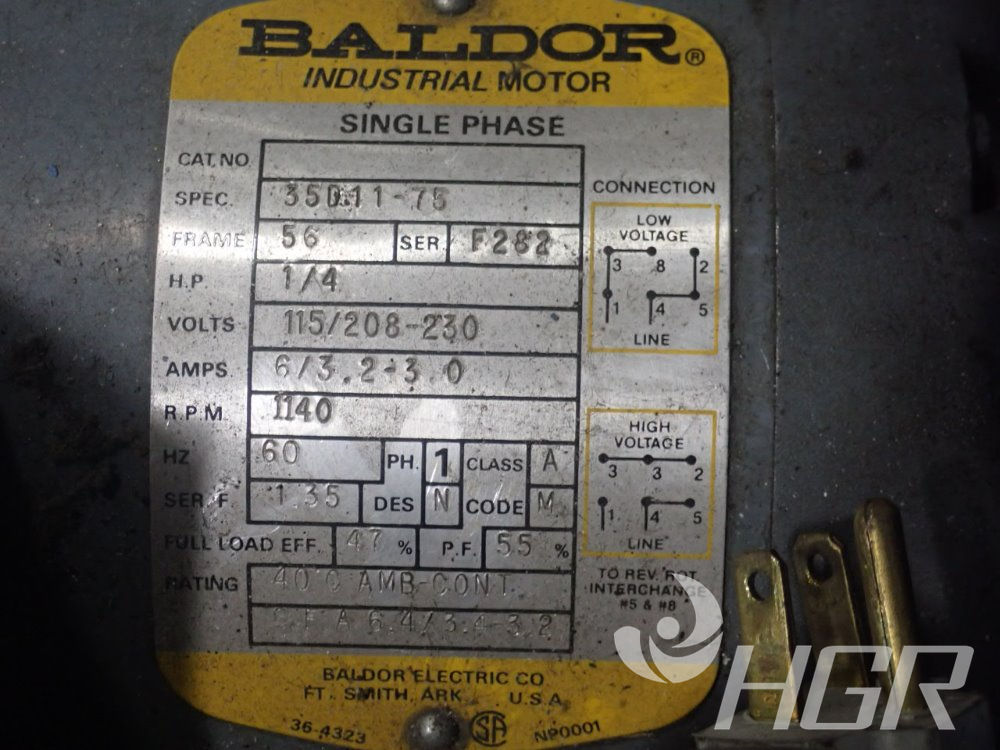 BALDOR®
INDUSTRIAL MOTOR
SINGLE PHASE
CAT. NO
SPEC. 35D11-75
FRAME 56 SER. F282
H.P. 1/4
VOLTS 115/208-230
AMPS. 6/3.2-3.0
R.P.M. 1140
HZ 60 PH. 1 CLASS A
SER. F. 1.35 DES N CODE M
FULL LOAD EFF. 47 % P.F. 55 %
RATING 40 C AMB-CONT
S.F.A 6.4/3.4-3.2
CONNECTION
LOW
VOLTAGE
3 8 2
1 4 5
LINE
HIGH
VOLTAGE
3 3 2
1 4 5
LINE
TO REV. ROT
INTERCHANGE
#5 & #8
BALDOR ELECTRIC CO
FT. SMITH, ARK. U.S.A.
36-4323 SA NP0001
HGR